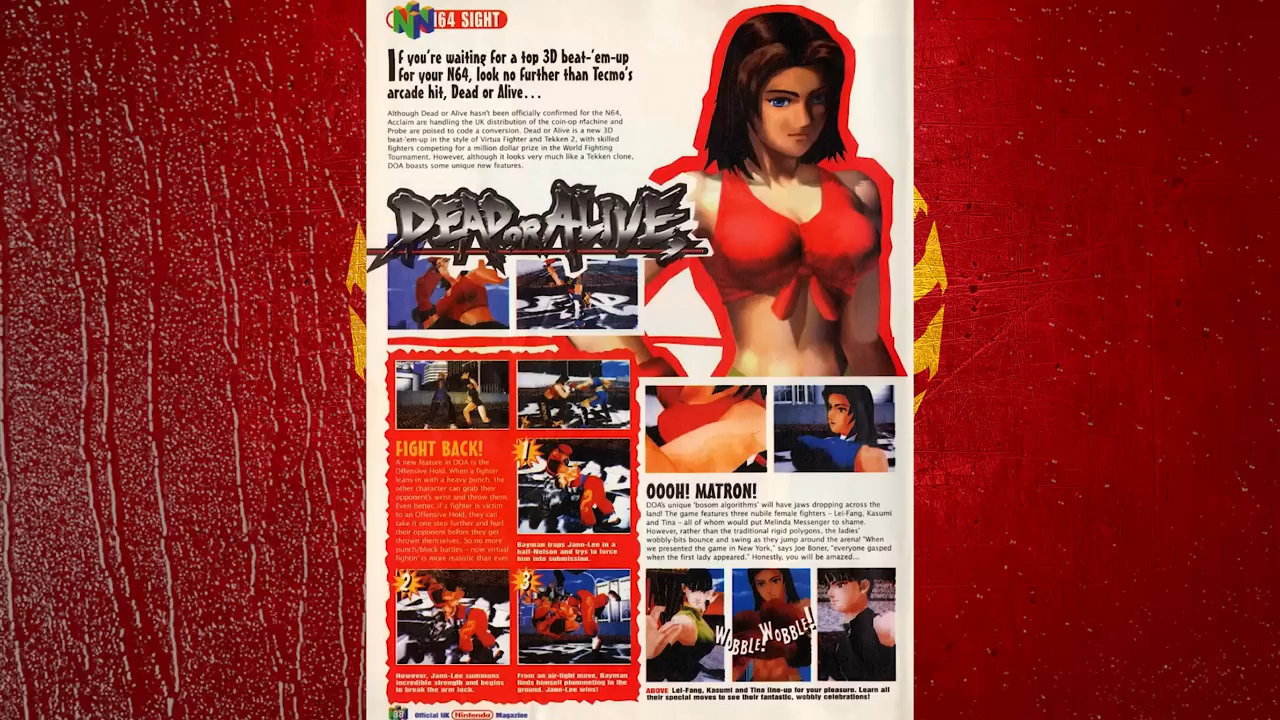 64 SIGHT
If you're waiting for a top 3D beat-'em-up
for your N64, look no further than Tecmo's
arcade hit, Dead or Alive...
Although Dead or Alive hasn't been officially confirmed for the N64,
Acclaim are handling the UK distribution of the coin-op machine and
Probe are poised to code a conversion. Dead or Alive is a new 3D
beat-'em-up in the style of Virtua Fighter and Tekken 2, with skilled
fighters competing for a million dollar prize in the World Fighting
Tournament. However, although it looks very much like a Tekken clone,
DOA boasts some unique new features.
DEAD OR ALIVE
FIGHT BACK!
A new feature in DOA is the
Offensive Hold. When a fighter
leans in with a heavy punch, the
other character can grab their
opponent's wrist and throw them.
Even better, if a fighter is victim
to an Offensive Hold, they can
take it one step further and hurl
their opponent before they get
thrown themselves. So no more
punch/block battles – now virtual
fightin' is more realistic than ever
1
Bayman traps Jann-Lee in a
half-Nelson and trys to force
him into submission.
2
However, Jann-Lee summons
incredible strength and begins
to break the arm lock.
3
From an air-tight move, Bayman
finds himself plummeting to the
ground. Jann-Lee wins!
OOOH! MATRON!
DOA's unique 'bosom algorithms' will have jaws dropping across the
land! The game features three nubile female fighters – Lei-Fang, Kasumi
and Tina – all of whom would put Melinda Messenger to shame.
However, rather than the traditional rigid polygons, the ladies'
wobbly-bits bounce and swing as they jump around the arena! "When
we presented the game in New York," says Joe Boner, "everyone gasped
when the first lady appeared." Honestly, you will be amazed...
WOBBLE! WOBBLE!
ABOVE Lei-Fang, Kasumi and Tina line-up for your pleasure. Learn all
their special moves to see their fantastic, wobbly celebrations!
38 Official UK Nintendo Magazine